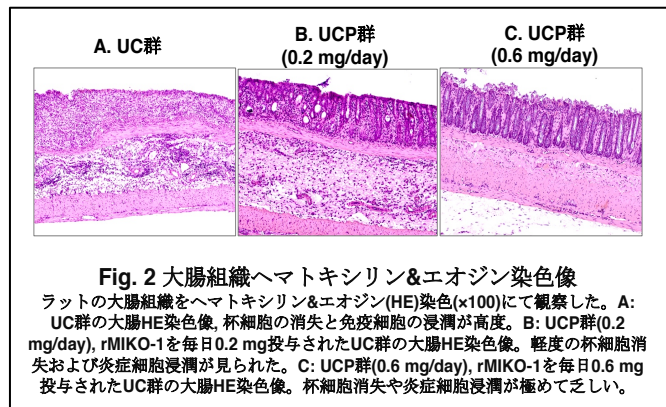 A. UC群
B. UCP群
(0.2 mg/day)
C. UCP群
(0.6 mg/day)
Fig. 2 大腸組織ヘマトキシリン&エオジン染色像
ラットの大腸組織をヘマトキシリン&エオジン(HE)染色(×100)にて観察した。A:
UC群の大腸HE染色像, 杯細胞の消失と免疫細胞の浸潤が高度。B: UCP群(0.2
mg/day), rMIKO-1を毎日0.2 mg投与されたUC群の大腸HE染色像。軽度の杯細胞消
失および炎症細胞浸潤が見られた。C: UCP群(0.6 mg/day), rMIKO-1を毎日0.6 mg
投与されたUC群の大腸HE染色像。杯細胞消失や炎症細胞浸潤が極めて乏しい。